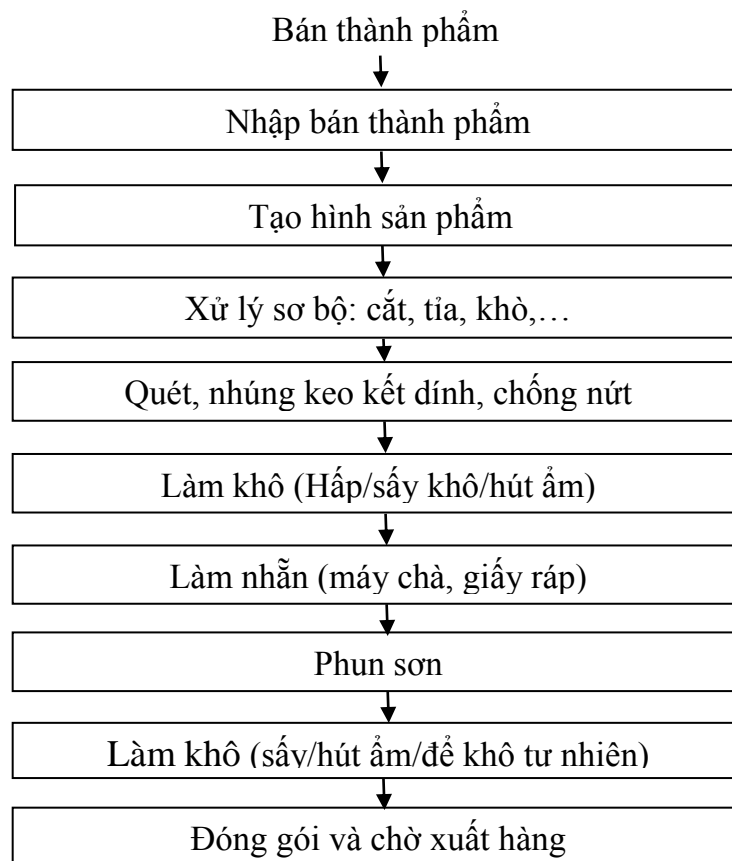 Bán thành phẩm
Nhập bán thành phẩm
Tạo hình sản phẩm
Xử lý sơ bộ: cắt, tỉa, khò,…
Quét, nhúng keo kết dính, chống nứt
Làm khô (Hấp/sấy khô/hút ẩm)
Làm nhẵn (máy chà, giấy ráp)
Phun sơn
Làm khô (sấy/hút ẩm/để khô tự nhiên)
Đóng gói và chờ xuất hàng